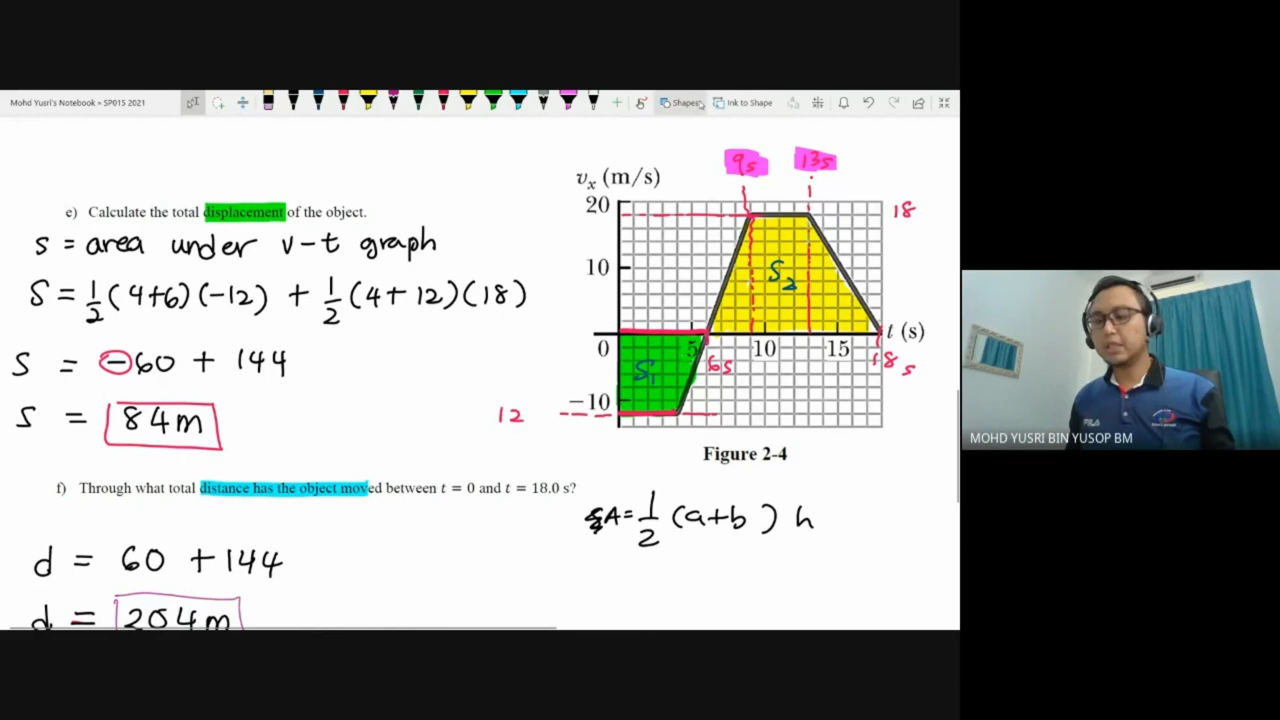 Mohd Yusri's Notebook » SP015 2021
Shapes
Ink to Shape
e) Calculate the total displacement of the object.
s = area under v-t graph
S = 1/2 (4+6)(-12) + 1/2 (4+12)(18)
S = -60 + 144
S = 84m
f) Through what total distance has the object moved between t = 0 and t = 18.0 s?
d = 60 + 144
d = 204m
9s
13s
vₓ (m/s)
20
18
10
S₂
0
5
10
15
t (s)
6s
18s
S₁
−10
12
Figure 2-4
A = 1/2 (a+b) h
MOHD YUSRI BIN YUSOP BM